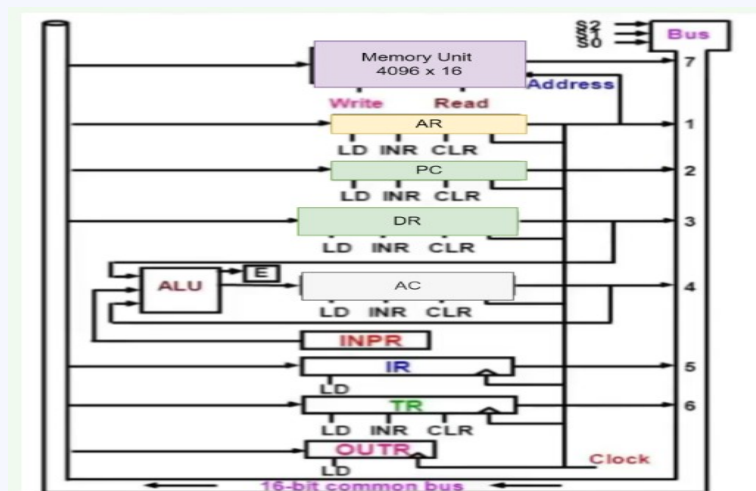 S2
S1
S0
Bus
Memory Unit
4096 x 16
7
Address
Write Read
AR
1
LD INR CLR
PC
2
LD INR CLR
DR
3
LD INR CLR
E
ALU
AC
4
LD INR CLR
INPR
IR
5
LD
TR
6
LD INR CLR
OUTR
Clock
LD
16-bit common bus